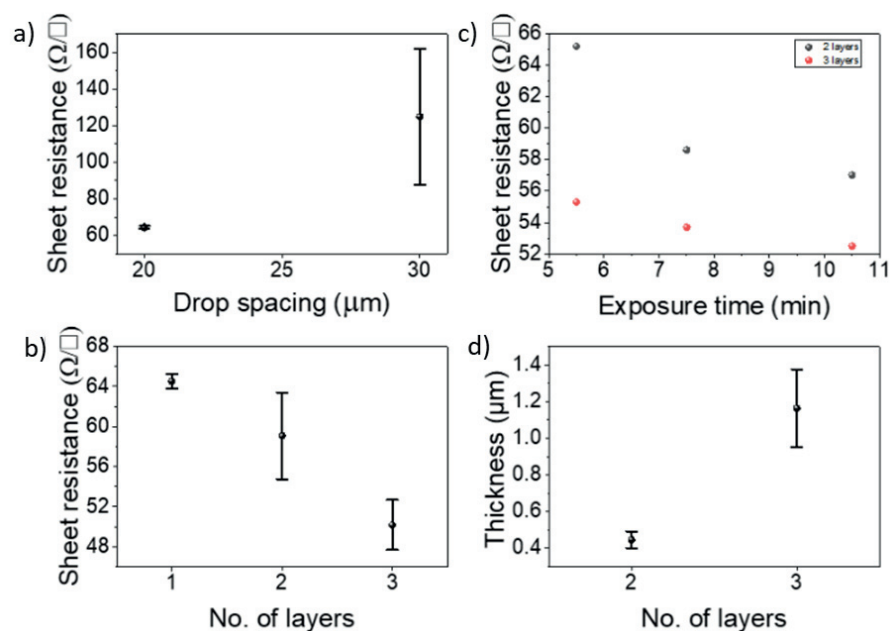 a)
Sheet resistance (Ω/□)
160
140
120
100
80
60
20
25
30
Drop spacing (μm)
c)
Sheet resistance (Ω/□)
66
64
62
60
58
56
54
52
2 layers
3 layers
5
6
7
8
9
10
11
Exposure time (min)
b)
Sheet resistance (Ω/□)
68
64
60
56
52
48
1
2
3
No. of layers
d)
Thickness (μm)
1.4
1.2
1.0
0.8
0.6
0.4
2
3
No. of layers